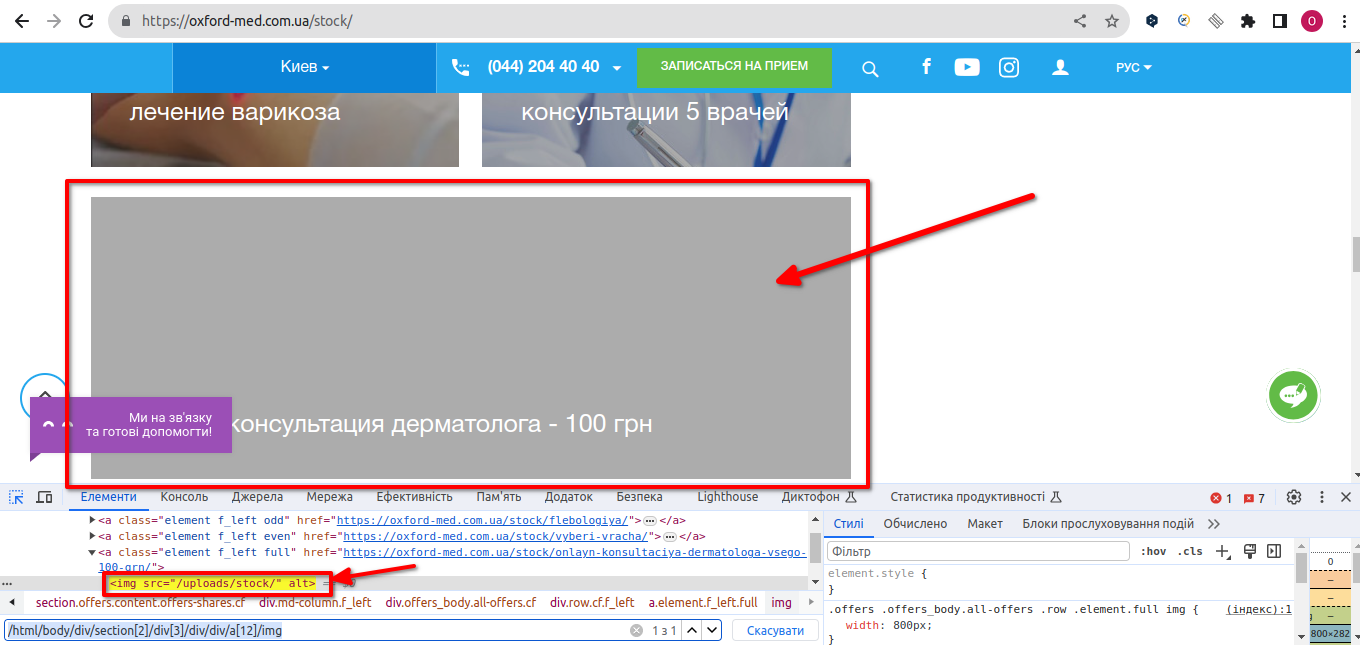 https://oxford-med.com.ua/stock/
O
Киев
(044) 204 40 40
ЗАПИСАТЬСЯ НА ПРИЕМ
f
РУС
лечение варикоза
консультации 5 врачей
Ми на зв'язку
та готові допомогти!
консультация дерматолога - 100 грн
Елементи Консоль Джерела Мережа Ефективність Пам'ять Додаток Безпека Lighthouse Диктофон Статистика продуктивності 1 7
<a class="element f_left odd" href="https://oxford-med.com.ua/stock/flebologiya/">…</a>
<a class="element f_left even" href="https://oxford-med.com.ua/stock/vyberi-vracha/">…</a>
<a class="element f_left full" href="https://oxford-med.com.ua/stock/onlayn-konsultaciya-dermatologa-vsego-
100-grn/">
… <img src="/uploads/stock/" alt> ==
section.offers.content.offers-shares.cf div.md-column.f_left div.offers_body.all-offers.cf div.row.cf.f_left a.element.f_left.full img
/html/body/div/section[2]/div[3]/div/div/a[12]/img 1 з 1 Скасувати
Стилі Обчислено Макет Блоки прослуховування подій
Фільтр :hov .cls
element.style {
}
.offers .offers_body.all-offers .row .element.full img { (індекс):1
width: 800px;
}
0
–
–
–
800×282